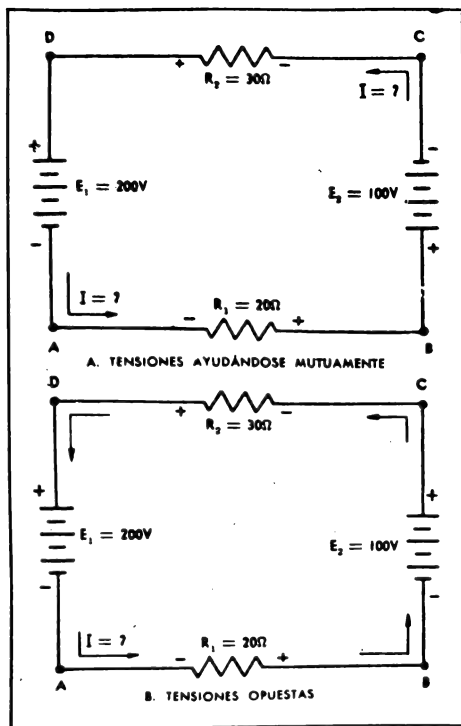 D C
+ -
R₂ = 30Ω
I = ?
+ -
E₁ = 200V E₂ = 100V
- +
I = ? R₁ = 20Ω
- +
A B
A. TENSIONES AYUDÁNDOSE MUTUAMENTE
D C
+ -
R₂ = 30Ω
+ +
E₁ = 200V E₂ = 100V
- -
I = ? R₁ = 20Ω
- +
A B
B. TENSIONES OPUESTAS